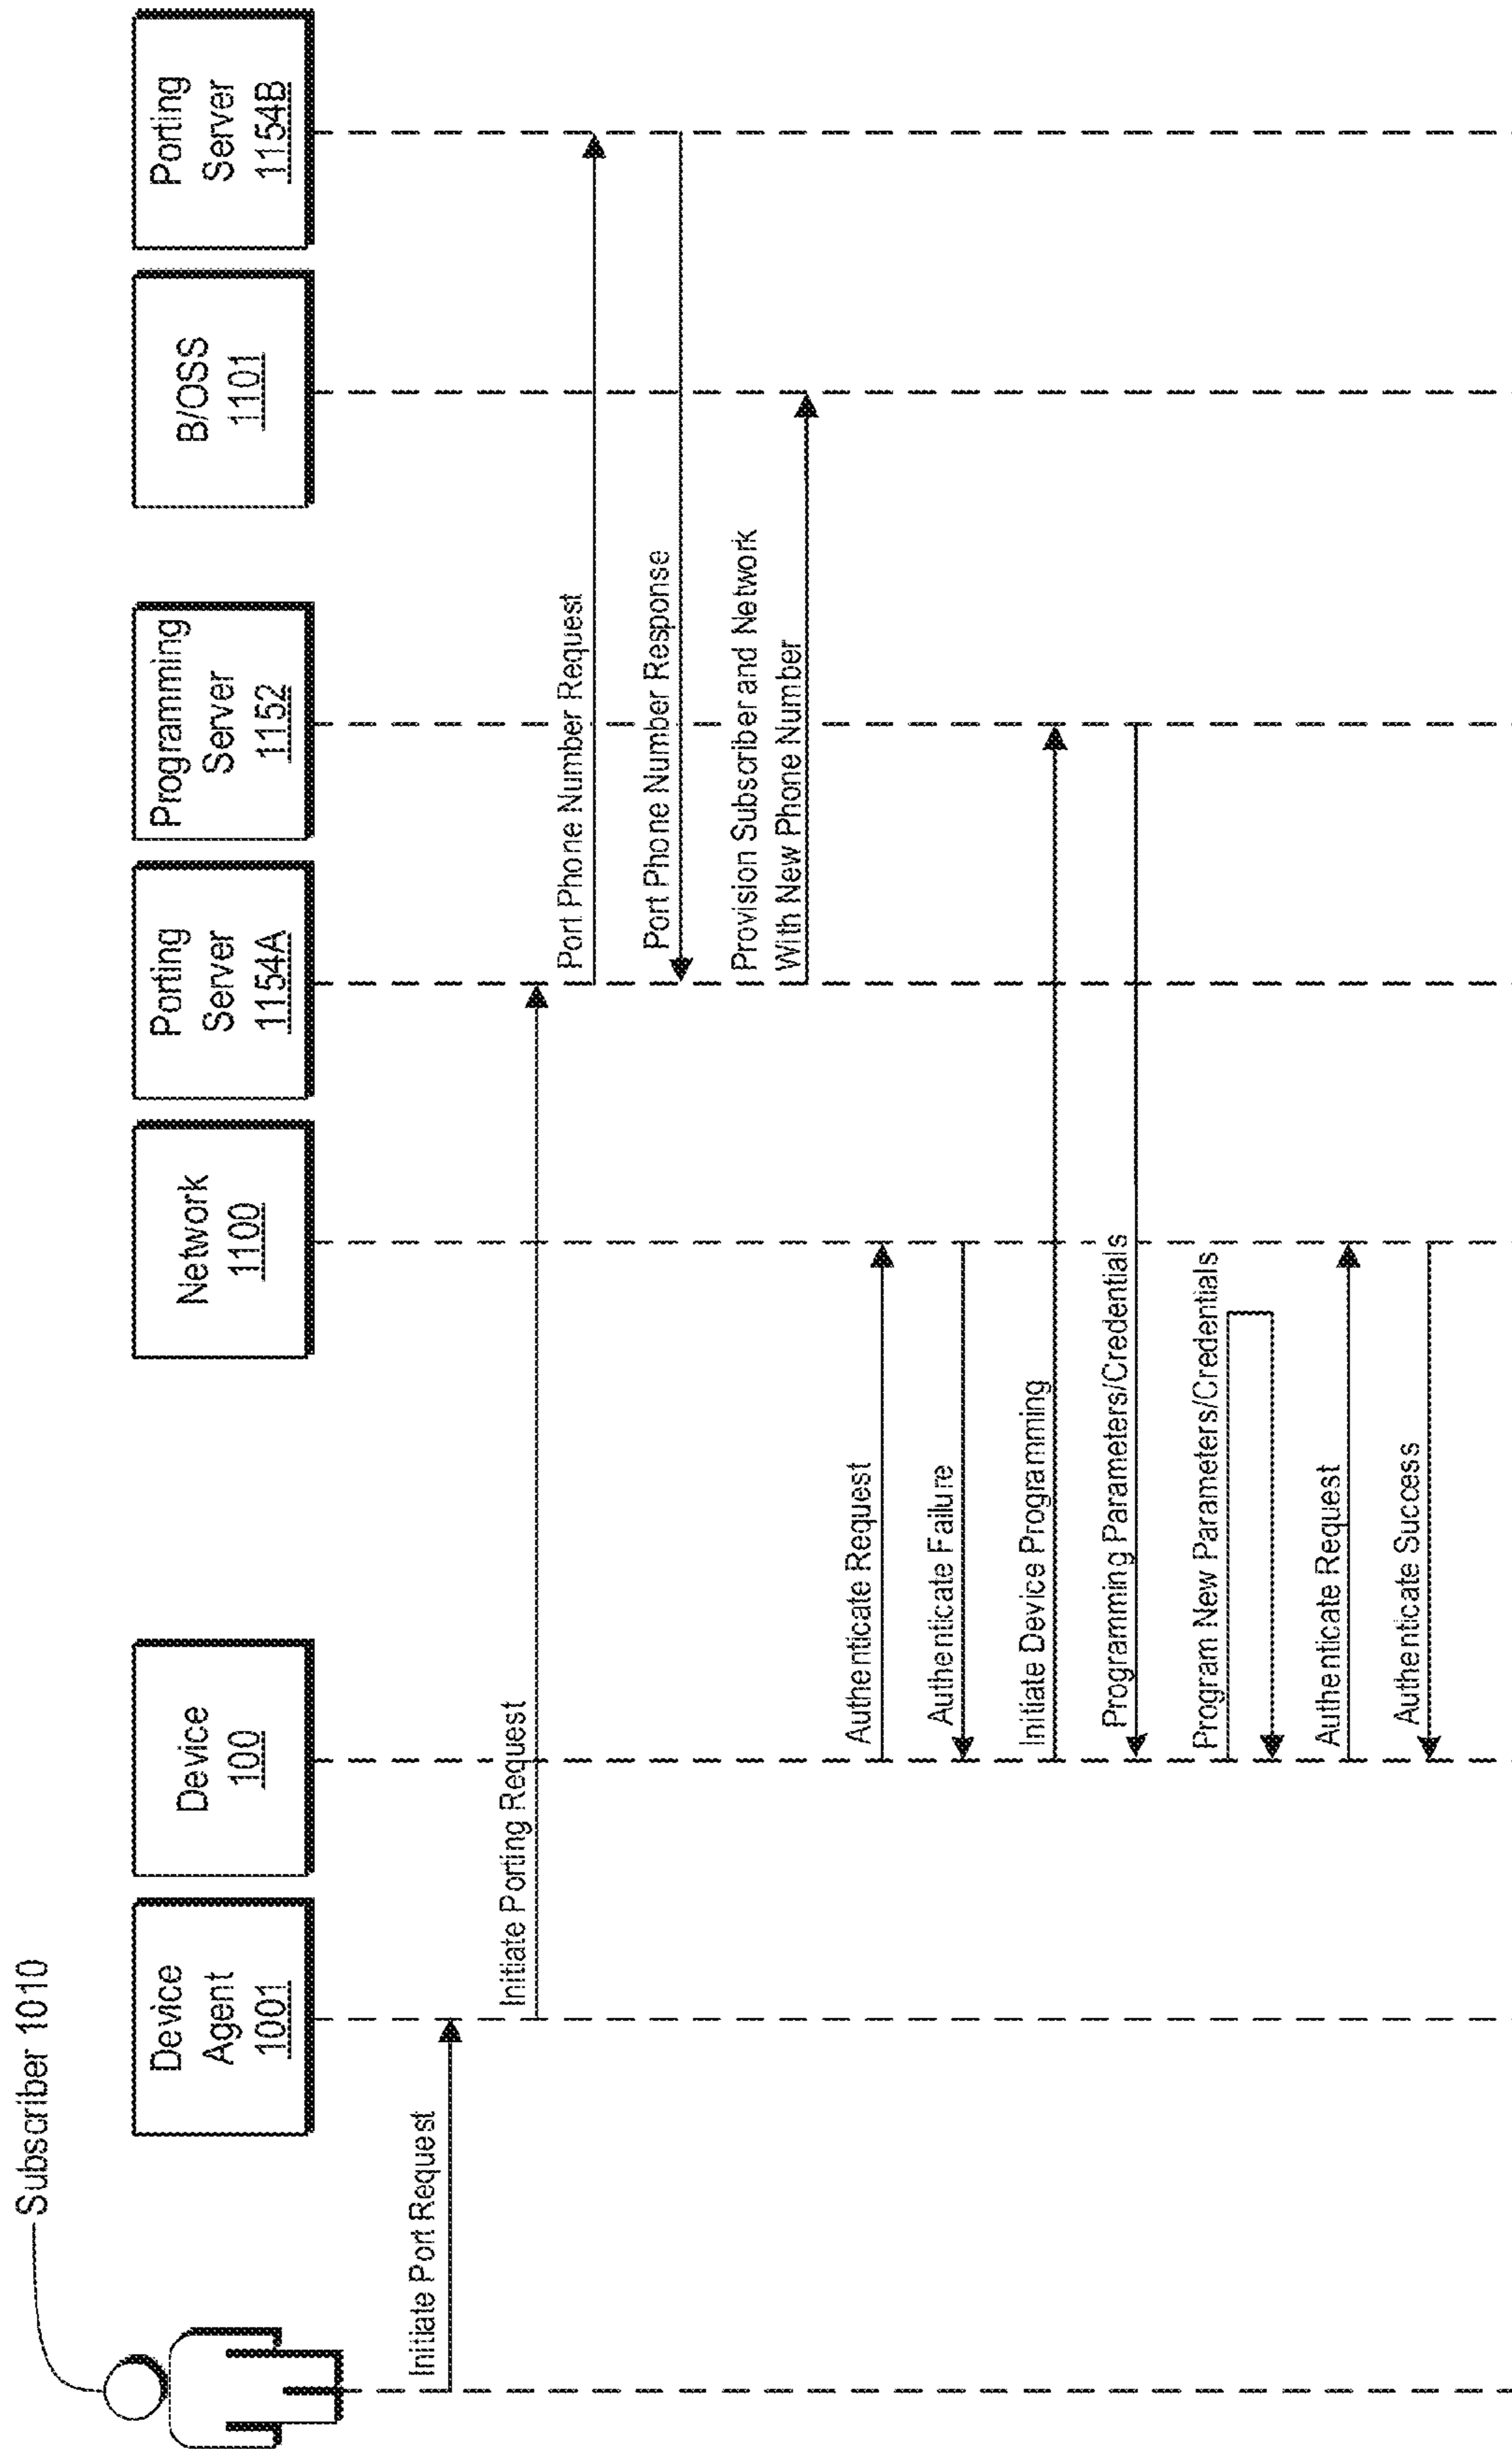 Subscriber 1010
Device
Agent
1001
Device
100
Network
1100
Porting
Server
1154A
Programming
Server
1152
B/OSS
1101
Porting
Server
1154B
Initiate Port Request
Initiate Porting Request
Port Phone Number Request
Port Phone Number Response
Provision Subscriber and Network
With New Phone Number
Authenticate Request
Authenticate Failure
Initiate Device Programming
Programming Parameters/Credentials
Program New Parameters/Credentials
Authenticate Request
Authenticate Success